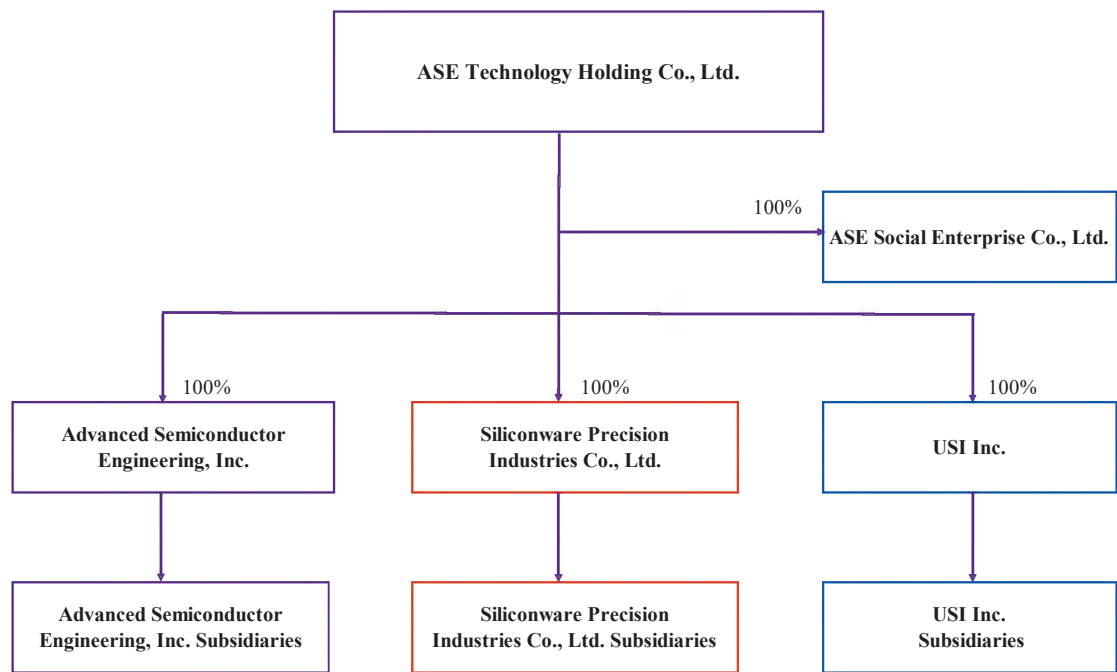 ASE Technology Holding Co., Ltd.
100%
ASE Social Enterprise Co., Ltd.
100%
100%
100%
Advanced Semiconductor
Engineering, Inc.
Siliconware Precision
Industries Co., Ltd.
USI Inc.
Advanced Semiconductor
Engineering, Inc. Subsidiaries
Siliconware Precision
Industries Co., Ltd. Subsidiaries
USI Inc.
Subsidiaries